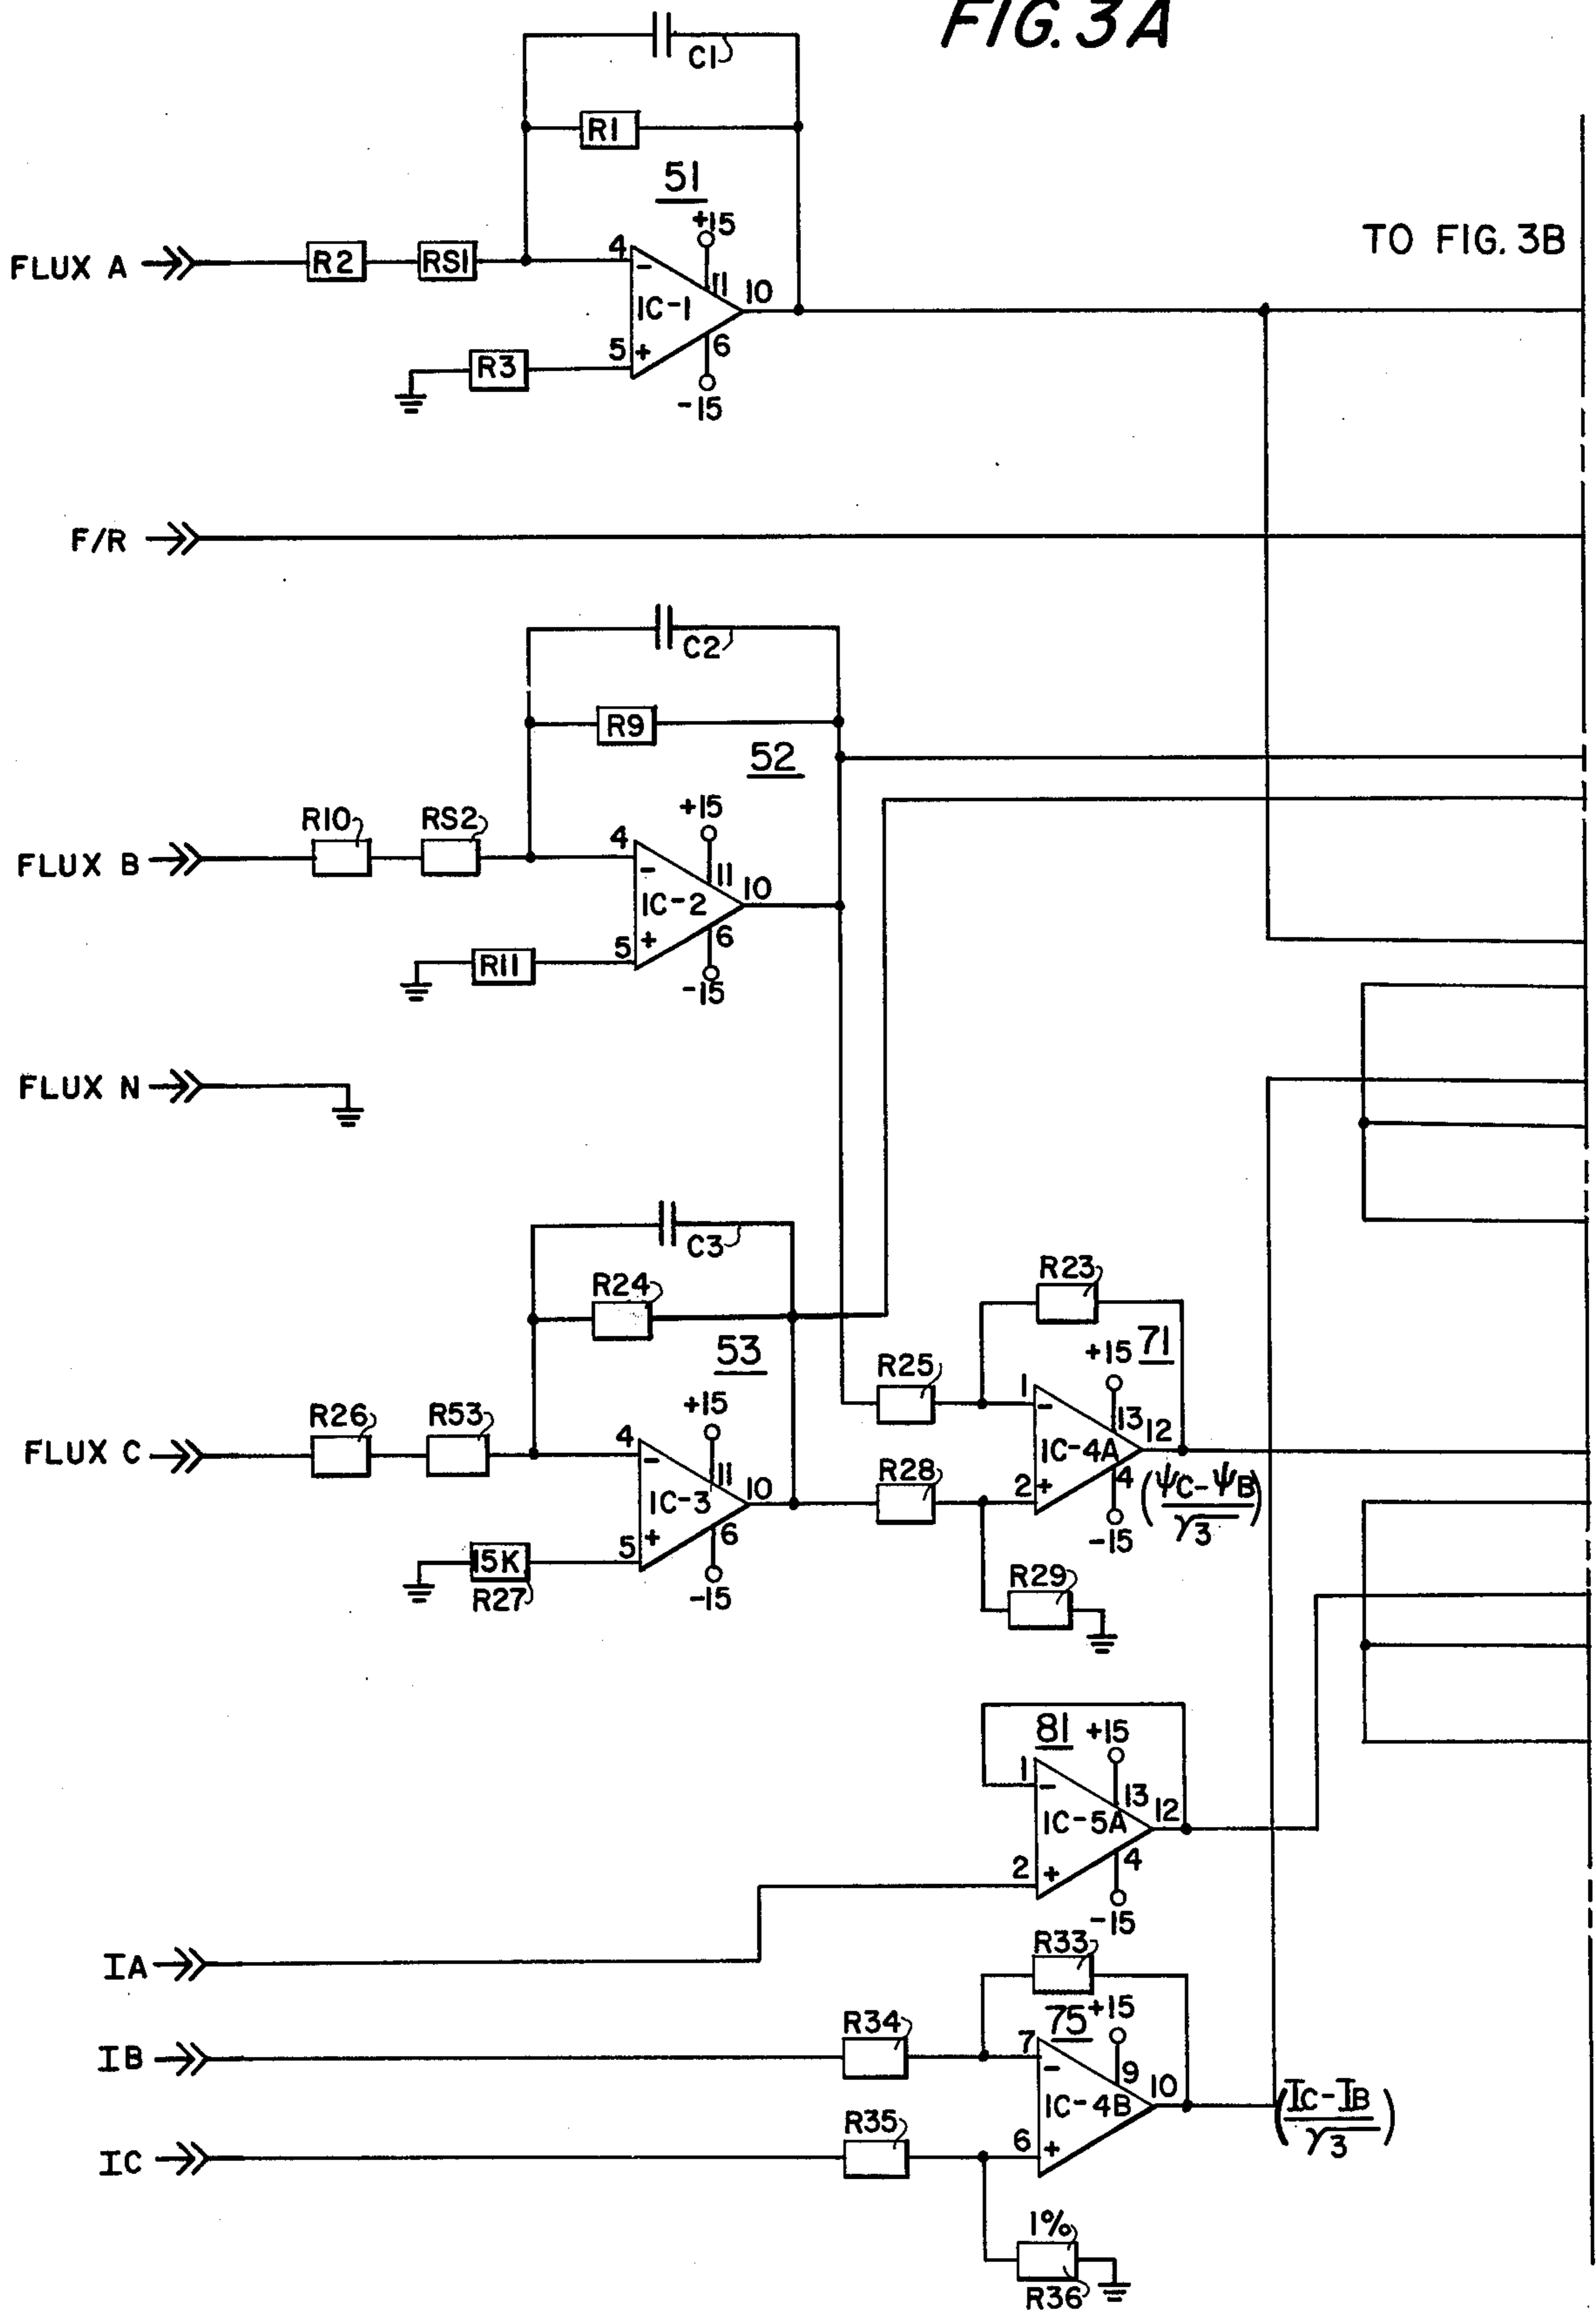 FIG. 3A
C1
R1
51
+15
TO FIG. 3B
FLUX A
R2
RS1
4
-
11
10
IC-1
R3
5
+
6
-15
F/R
C2
R9
52
R10
RS2
+15
4
FLUX B
-
11
10
IC-2
R11
5
+
6
-15
FLUX N
C3
R24
R23
53
+15
71
R25
1
-
R26
R53
+15
13
12
FLUX C
4
-
11
10
IC-4A
R28
2
+
4
(ψC-ψB)
γ3
IC-3
-15
5
+
6
15K
R27
-15
R29
81
+15
1
-
13
12
IC-5A
2
+
4
-15
IA
R33
75
+15
R34
7
-
IB
9
10
IC-4B
(IC-IB)
γ3
R35
6
+
IC
1%
R36